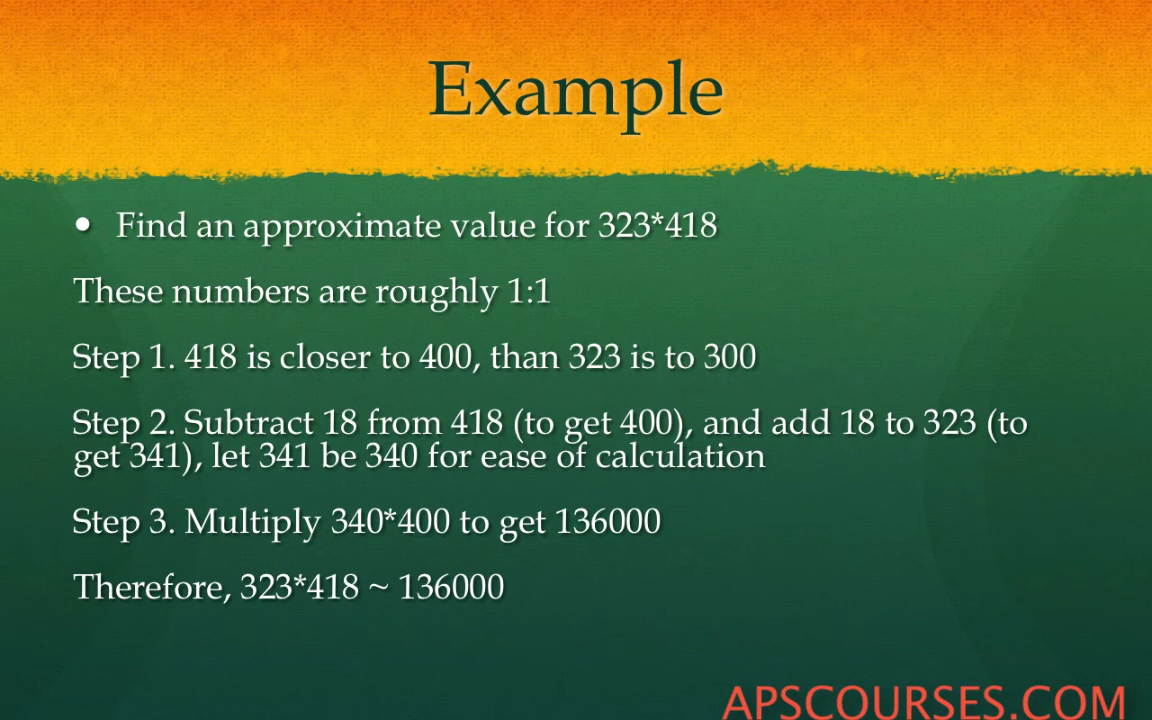 Example
• Find an approximate value for 323*418
These numbers are roughly 1:1
Step 1. 418 is closer to 400, than 323 is to 300
Step 2. Subtract 18 from 418 (to get 400), and add 18 to 323 (to
get 341), let 341 be 340 for ease of calculation
Step 3. Multiply 340*400 to get 136000
Therefore, 323*418 ~ 136000
APSCOURSES.COM